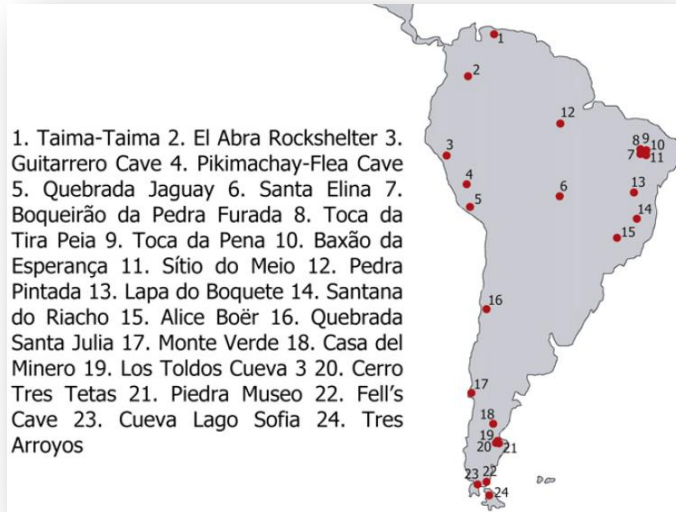 1. Taima-Taima 2. El Abra Rockshelter 3.
Guitarrero Cave 4. Pikimachay-Flea Cave
5. Quebrada Jaguay 6. Santa Elina 7.
Boqueirão da Pedra Furada 8. Toca da
Tira Peia 9. Toca da Pena 10. Baxão da
Esperança 11. Sítio do Meio 12. Pedra
Pintada 13. Lapa do Boquete 14. Santana
do Riacho 15. Alice Boër 16. Quebrada
Santa Julia 17. Monte Verde 18. Casa del
Minero 19. Los Toldos Cueva 3 20. Cerro
Tres Tetas 21. Piedra Museo 22. Fell's
Cave 23. Cueva Lago Sofia 24. Tres
Arroyos
1
2
12
3
8 9
10
7 11
4
6
13
5
14
15
16
17
18
19
20 21
23 22
24